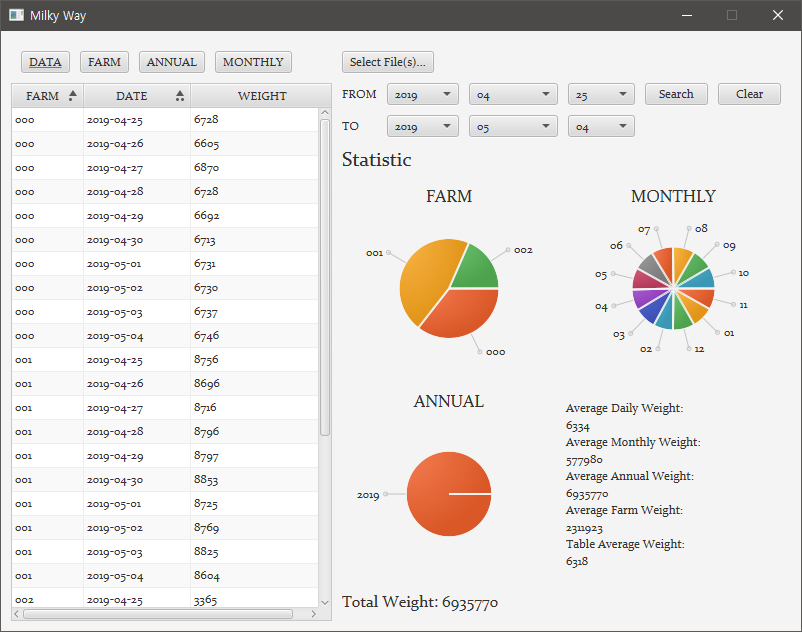 Milky Way
DATA FARM ANNUAL MONTHLY Select File(s)...
FARM DATE WEIGHT
000 2019-04-25 6728
000 2019-04-26 6605
000 2019-04-27 6870
000 2019-04-28 6728
000 2019-04-29 6692
000 2019-04-30 6713
000 2019-05-01 6731
000 2019-05-02 6730
000 2019-05-03 6737
000 2019-05-04 6746
001 2019-04-25 8756
001 2019-04-26 8696
001 2019-04-27 8716
001 2019-04-28 8796
001 2019-04-29 8797
001 2019-04-30 8853
001 2019-05-01 8725
001 2019-05-02 8769
001 2019-05-03 8825
001 2019-05-04 8604
002 2019-04-25 3365
FROM 2019 04 25 Search Clear
TO 2019 05 04
Statistic
FARM
001 002
000
MONTHLY
07 08
06 09
05 10
04 11
03 01
02 12
ANNUAL
2019
Average Daily Weight:
6334
Average Monthly Weight:
577980
Average Annual Weight:
6935770
Average Farm Weight:
2311923
Table Average Weight:
6318
Total Weight: 6935770